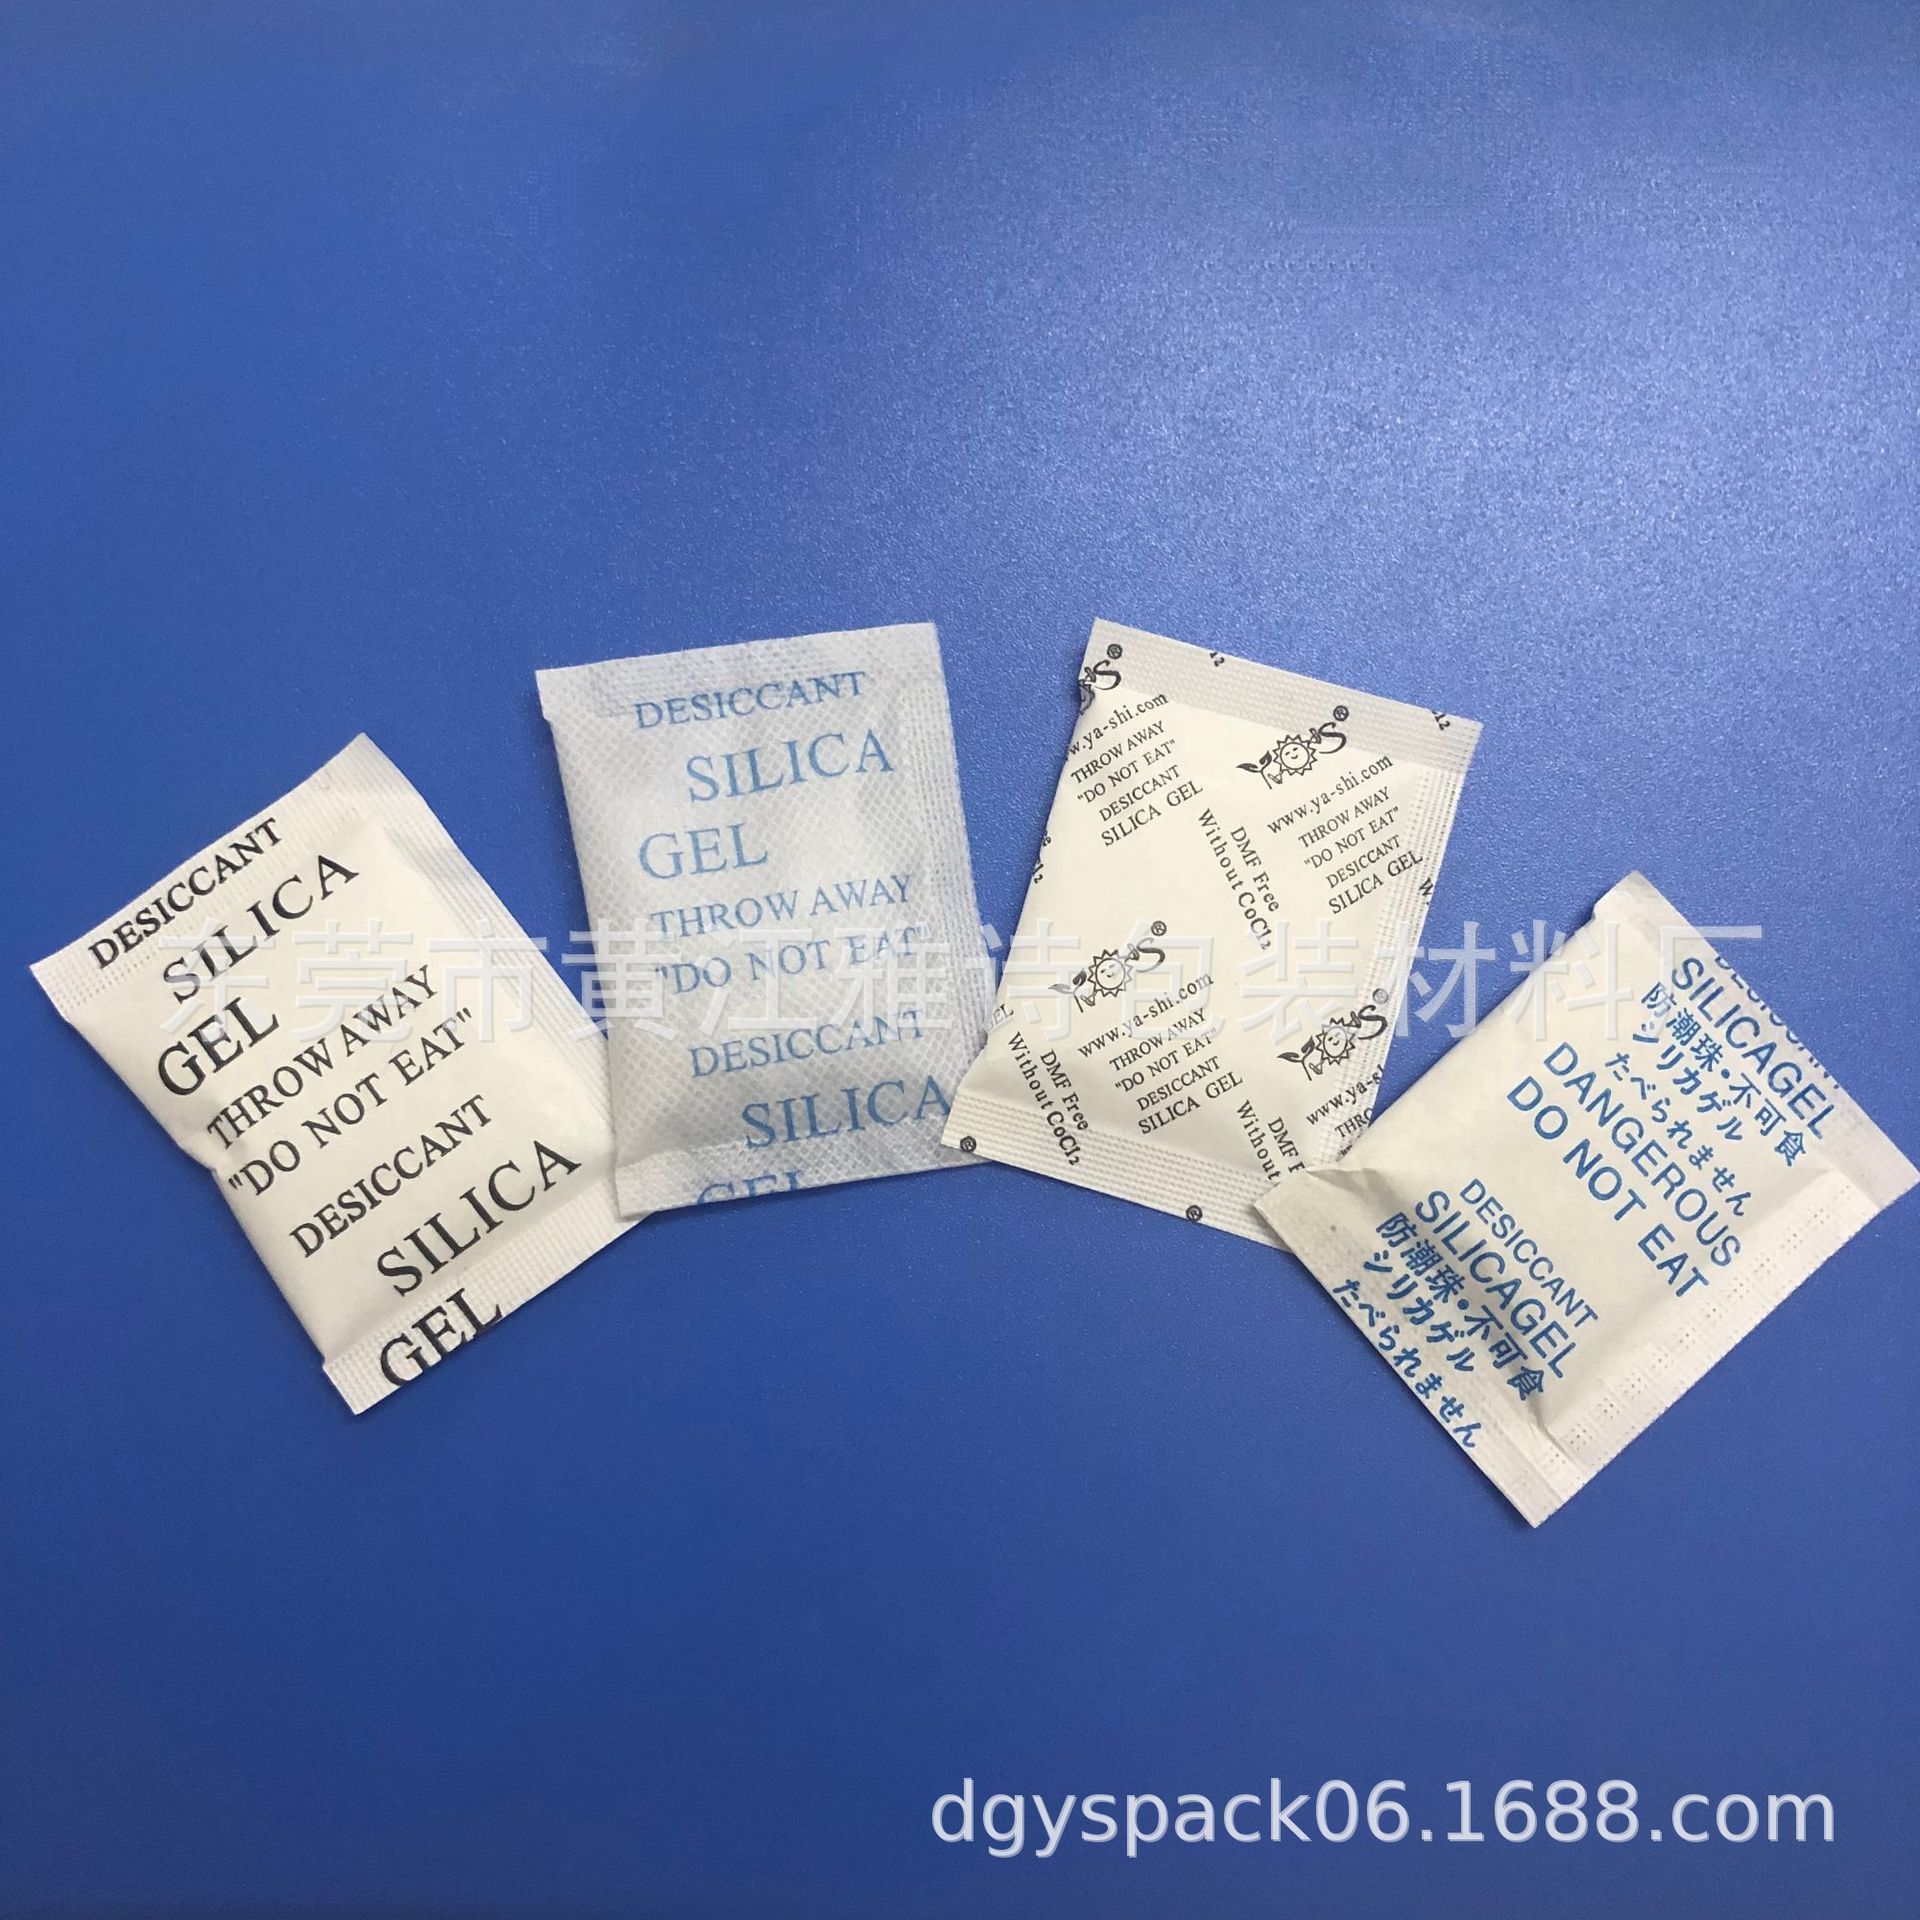 DESICCANT
SILICA
GEL
THROW AWAY
"DO NOT EAT"
DESICCANT
SILICA
GEL
DESICCANT
SILICA
GEL
THROW AWAY
"DO NOT EAT"
DESICCANT
SILICA
GEL
S®
w.ya-shi.com
THROW AWAY
"DO NOT EAT"
DESICCANT
SILICA GEL
S®
www.ya-shi.com
THROW AWAY
"DO NOT EAT"
DESICCANT
SILICA GEL
DMF Free
Without CoCl2
S®
www.ya-shi.com
THROW AWAY
"DO NOT EAT"
DESICCANT
SILICA GEL
DMF Free
Without CoCl2
S®
www.ya-s
THRO
DMF F
Without
DESICCANT
SILICAGEL
防潮珠·不可食
シリカゲル
たべられません
DANGEROUS
DO NOT EAT
DESICCANT
SILICAGEL
防潮珠·不可食
シリカゲル
たべられません
东莞市黄江雅诗包装材料厂
dgyspack06.1688.com